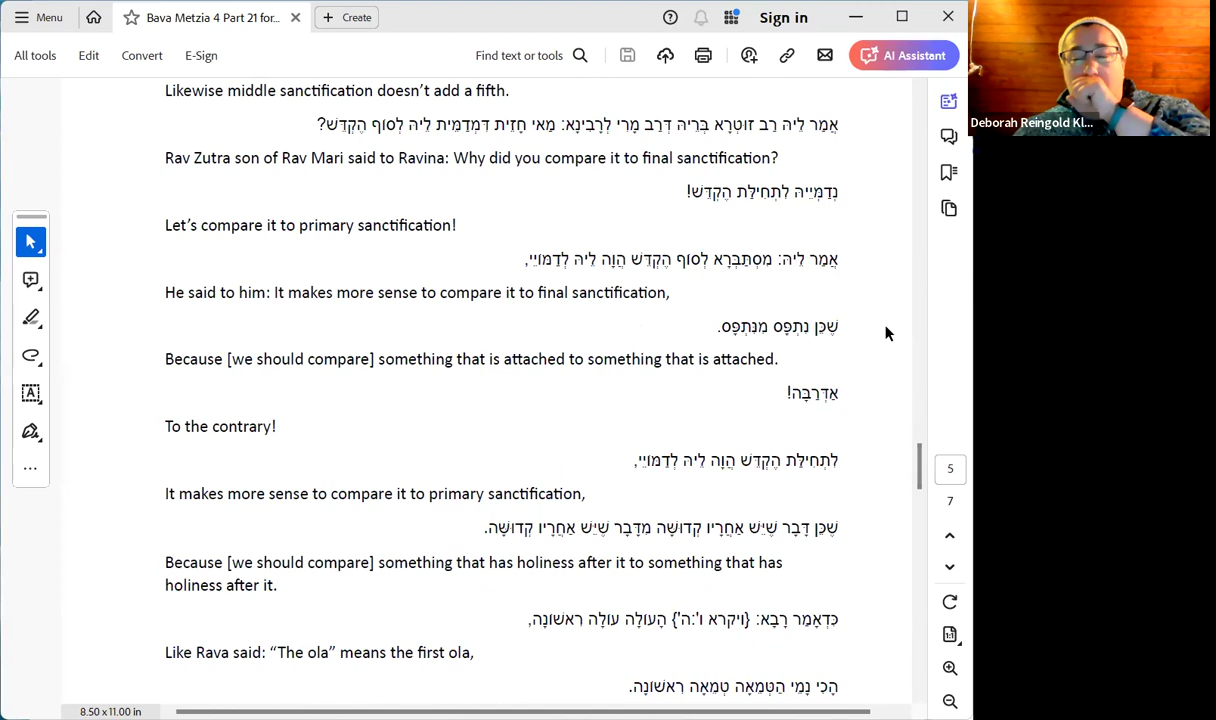 Menu
Bava Metzia 4 Part 21 for...
Create
Sign in
All tools
Edit
Convert
E-Sign
Find text or tools
AI Assistant
Deborah Reingold Kl...
Likewise middle sanctification doesn't add a fifth.
אֲמַר לֵיהּ רַב זוּטְרָא בְּרֵיהּ דְּרַב מָרִי לְרָבִינָא: מַאי חָזֵית דִּמְדַמֵּית לֵיהּ לְסוֹף הֶקְדֵּשׁ?
Rav Zutra son of Rav Mari said to Ravina: Why did you compare it to final sanctification?
נְדַמְּיֵיהּ לִתְחִילַּת הֶקְדֵּשׁ!
Let's compare it to primary sanctification!
אֲמַר לֵיהּ: מִסְתַּבְּרָא לְסוֹף הֶקְדֵּשׁ הֲוָה לֵיהּ לְדַמּוֹיֵי,
He said to him: It makes more sense to compare it to final sanctification,
שֶׁכֵּן נִתְפָּס מִנִּתְפָּס.
Because [we should compare] something that is attached to something that is attached.
אַדְּרַבָּה!
To the contrary!
לִתְחִילַּת הֶקְדֵּשׁ הֲוָה לֵיהּ לְדַמּוֹיֵי,
It makes more sense to compare it to primary sanctification,
שֶׁכֵּן דָּבָר שֶׁיֵּשׁ אַחֲרָיו קְדוּשָּׁה מִדָּבָר שֶׁיֵּשׁ אַחֲרָיו קְדוּשָּׁה.
Because [we should compare] something that has holiness after it to something that has
holiness after it.
כִּדְאָמַר רָבָא: {ויקרא ו':ה'} הָעוֹלָה עוֹלָה רִאשׁוֹנָה,
Like Rava said: “The ola” means the first ola,
הָכִי נָמֵי הַטְּמֵאָה טְמֵאָה רִאשׁוֹנָה.
5
7
8.50 x 11.00 in